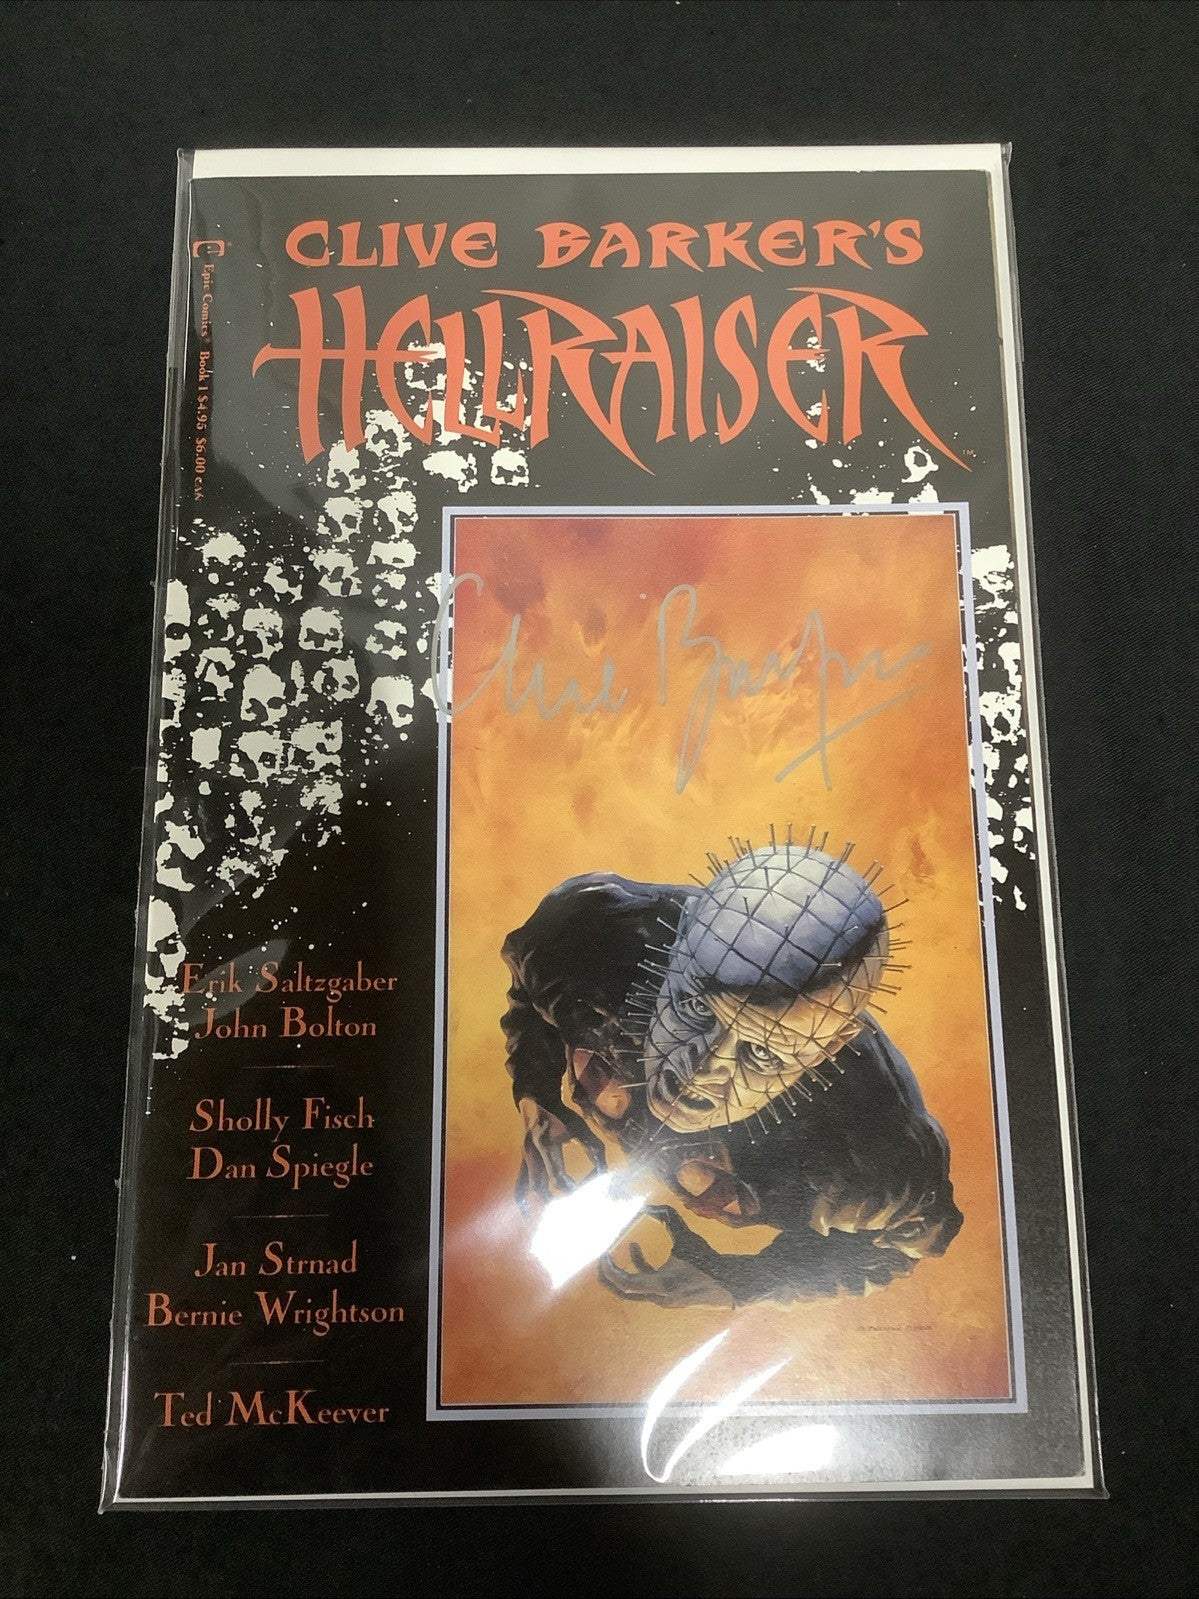 CLIVE BARKER'S
HELLRAISER
TM
Epic Comics® Book 1 $4.95 $6.00 CAN
Clive Barker
Erik Saltzgaber
John Bolton
Sholly Fisch
Dan Spiegle
Jan Strnad
Bernie Wrightson
Ted McKeever